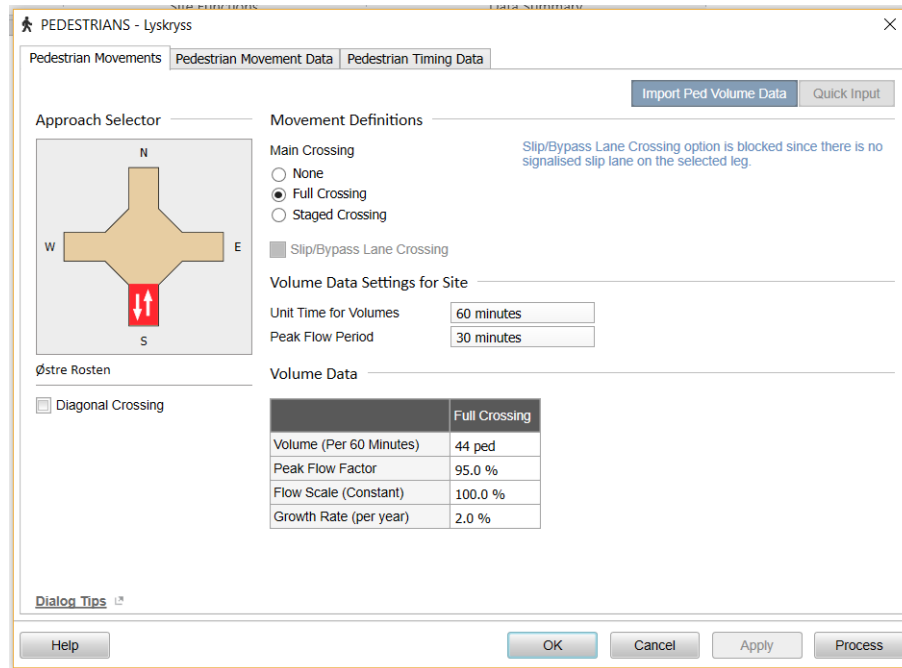 Site Functions Data Summary
PEDESTRIANS - Lyskryss
Pedestrian Movements Pedestrian Movement Data Pedestrian Timing Data
Import Ped Volume Data Quick Input
Approach Selector
N
W E
S
Østre Rosten
Diagonal Crossing
Movement Definitions
Main Crossing
None
Full Crossing
Staged Crossing
Slip/Bypass Lane Crossing
Slip/Bypass Lane Crossing option is blocked since there is no
signalised slip lane on the selected leg.
Volume Data Settings for Site
Unit Time for Volumes 60 minutes
Peak Flow Period 30 minutes
Volume Data
Full Crossing
Volume (Per 60 Minutes) 44 ped
Peak Flow Factor 95.0 %
Flow Scale (Constant) 100.0 %
Growth Rate (per year) 2.0 %
Dialog Tips
Help OK Cancel Apply Process